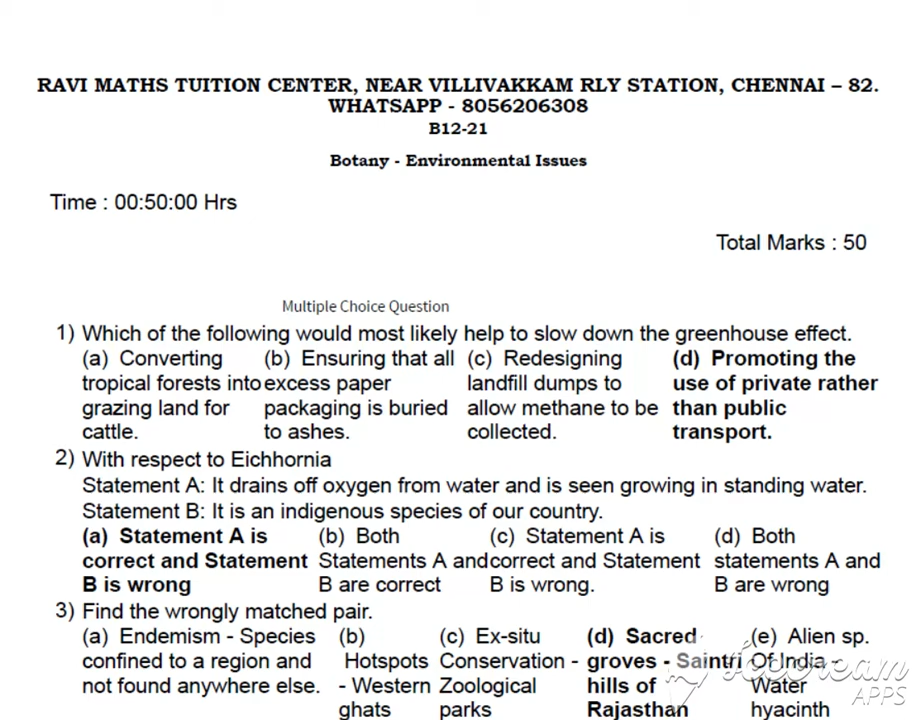 RAVI MATHS TUITION CENTER, NEAR VILLIVAKKAM RLY STATION, CHENNAI – 82.
WHATSAPP - 8056206308
B12-21
Botany - Environmental Issues
Time : 00:50:00 Hrs
Total Marks : 50
Multiple Choice Question
1) Which of the following would most likely help to slow down the greenhouse effect.
(a) Converting (b) Ensuring that all (c) Redesigning (d) Promoting the
tropical forests into excess paper landfill dumps to use of private rather
grazing land for packaging is buried allow methane to be than public
cattle. to ashes. collected. transport.
2) With respect to Eichhornia
Statement A: It drains off oxygen from water and is seen growing in standing water.
Statement B: It is an indigenous species of our country.
(a) Statement A is (b) Both (c) Statement A is (d) Both
correct and Statement Statements A and correct and Statement statements A and
B is wrong B are correct B is wrong. B are wrong
3) Find the wrongly matched pair.
(a) Endemism - Species (b) (c) Ex-situ (d) Sacred (e) Alien sp.
confined to a region and Hotspots Conservation - groves - Saintri Of India -
not found anywhere else. - Western Zoological hills of Water
ghats parks Rajasthan hyacinth
VivaCream
APPS